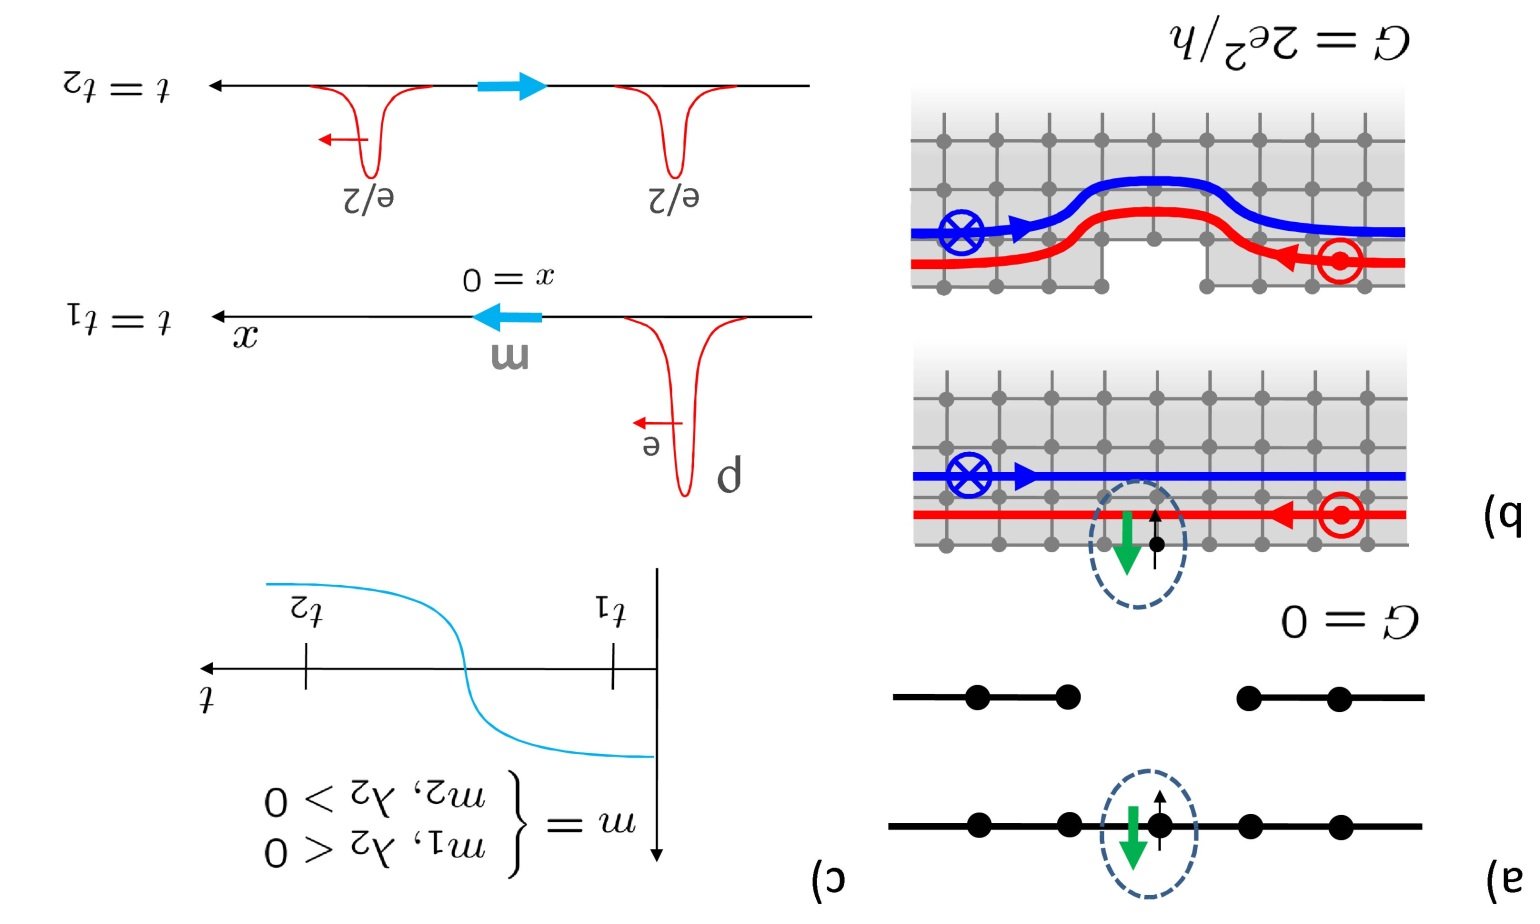 a)
G = 0
b)
G = 2e²/h
c)
m = { m₁, λ₂ < 0
m₂, λ₂ > 0
t
t₁ t₂
ρ
e
m
x t = t₁
x = 0
e/2 e/2
t = t₂